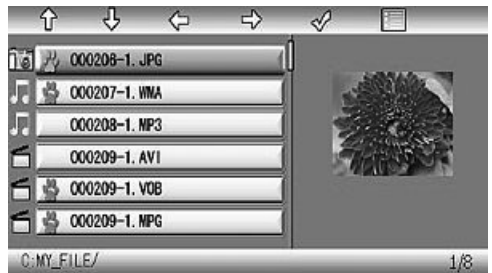 000206-1. JPG
000207-1. WMA
000208-1. MP3
000209-1. AVI
000209-1. VOB
000209-1. MPG
C:MY_FILE/
1/8